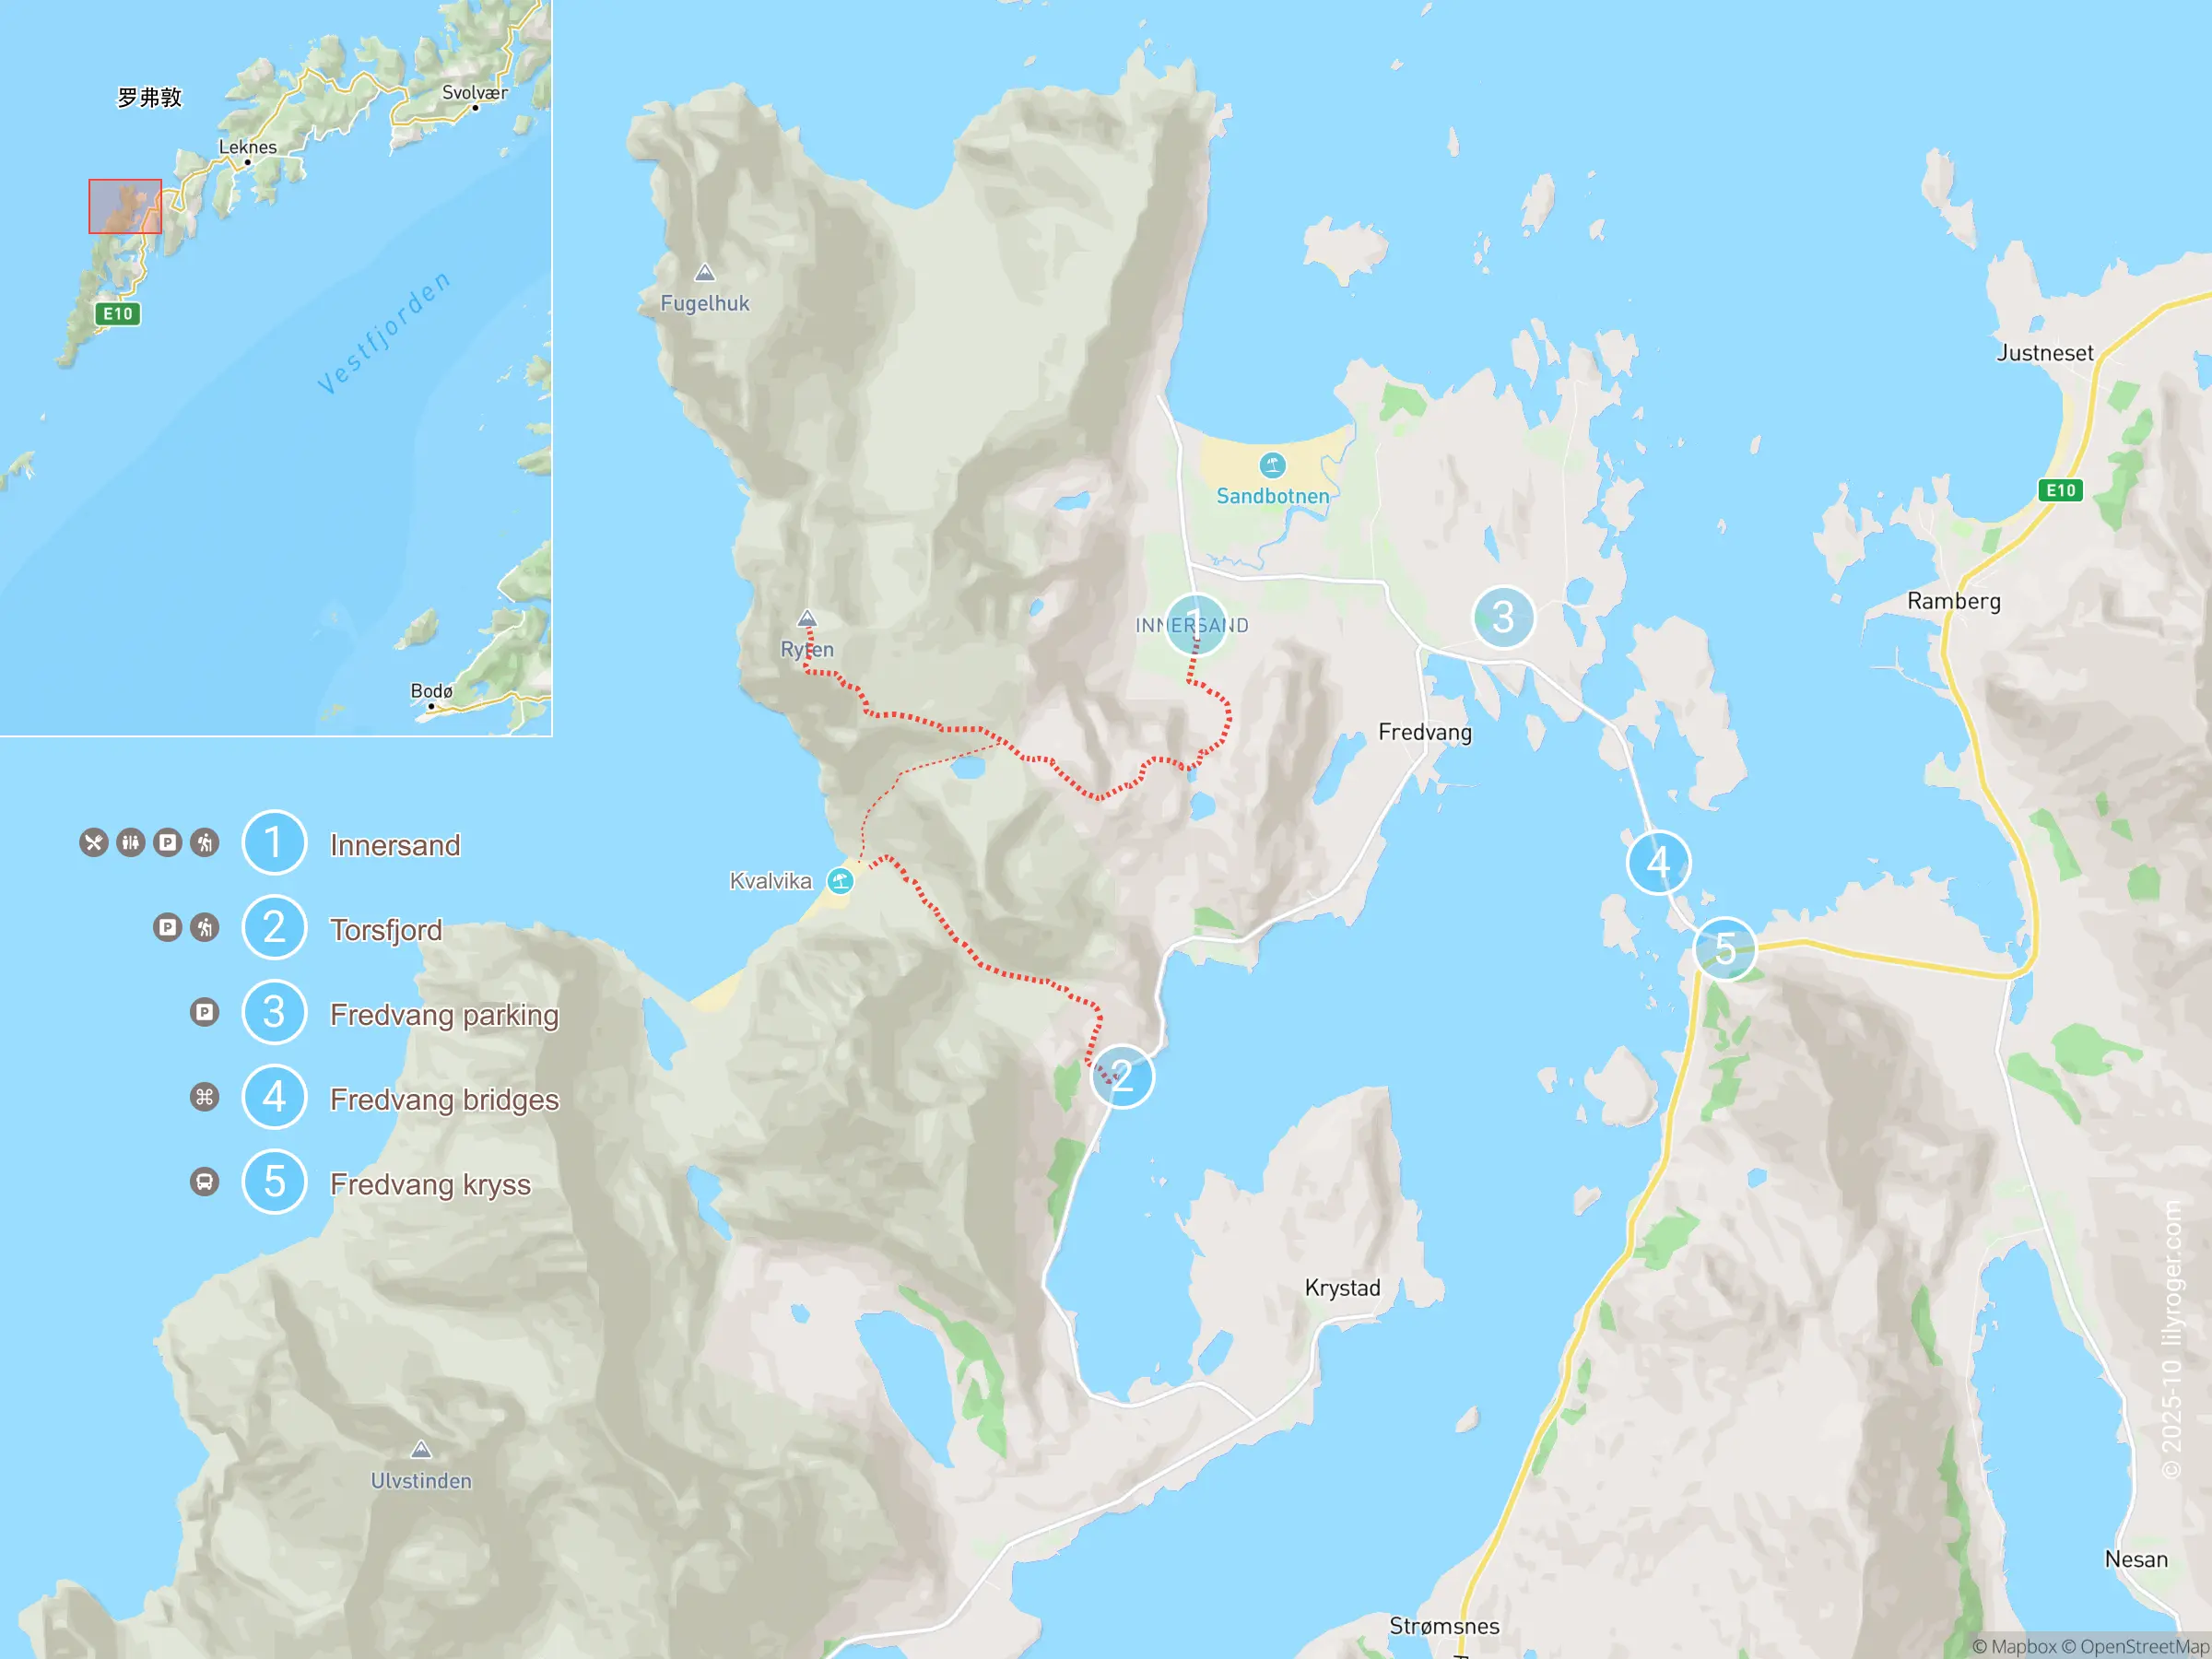 罗弗敦
Svolvær
Leknes
E10
Vestfjorden
Bodø
Fugelhuk
Ryten
Sandbotnen
INNERSAND
1
3
Justneset
E10
Ramberg
Fredvang
Kvalvika
4
5
2
Krystad
Ulvstinden
Strømsnes
Nesan
P
1
Innersand
P
2
Torsfjord
P
3
Fredvang parking
4
Fredvang bridges
5
Fredvang kryss
© 2025-10 lilyroger.com
© Mapbox © OpenStreetMap